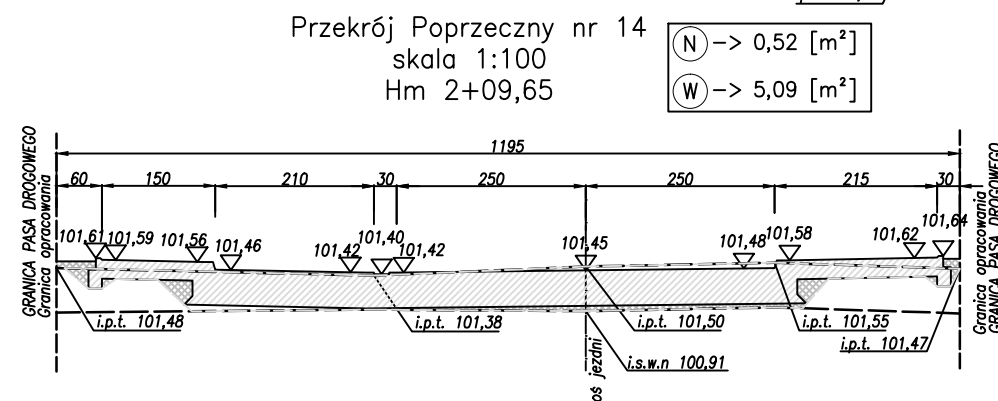 Przekrój Poprzeczny nr 14
skala 1:100
Hm 2+09,65
N -> 0,52 [m²]
W -> 5,09 [m²]
1195
60 150 210 30 250 250 215 30
GRANICA PASA DROGOWEGO
Granica opracowania
101,61 101,59 101,56 101,46 101,42 101,40 101,42 101,45 101,48 101,58 101,62 101,64
Granica opracowania
GRANICA PASA DROGOWEGO
i.p.t. 101,48
i.p.t. 101,38
i.p.t. 101,50
i.p.t. 101,55
i.p.t. 101,47
i.s.w.n 100,91
oś jezdni